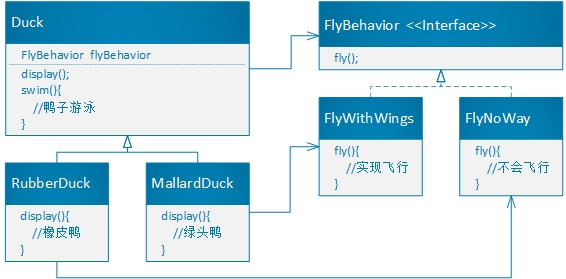 Duck
FlyBehavior flyBehavior
display();
swim(){
//鸭子游泳
}
FlyBehavior <<Interface>>
fly();
RubberDuck
display(){
//橡皮鸭
}
MallardDuck
display(){
//绿头鸭
}
FlyWithWings
fly(){
//实现飞行
}
FlyNoWay
fly(){
//不会飞行
}